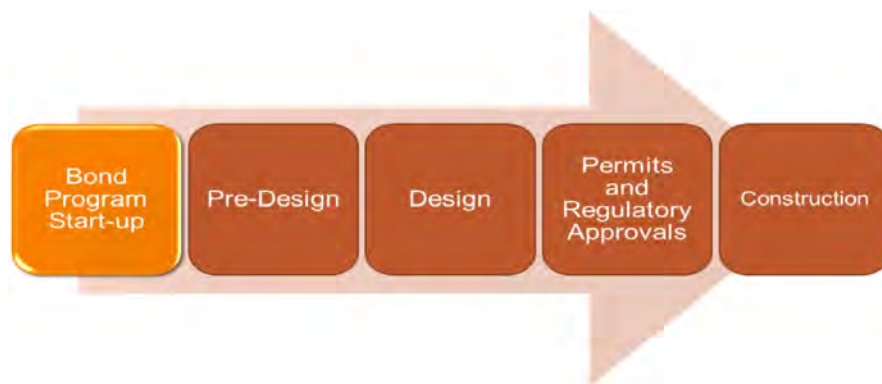 Bond
Program
Start-up
Pre-Design
Design
Permits
and
Regulatory
Approvals
Construction